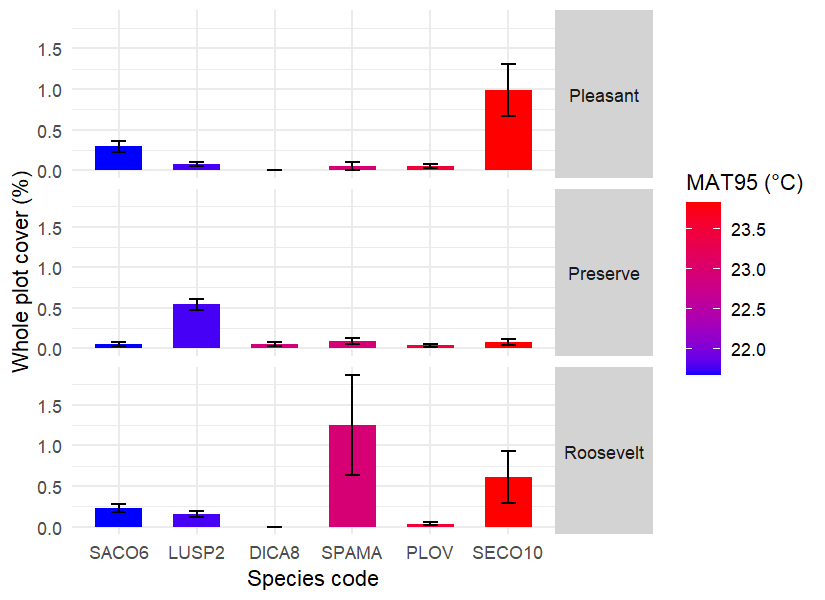 Whole plot cover (%)
1.5
1.0
0.5
0.0
Pleasant
1.5
1.0
0.5
0.0
Preserve
1.5
1.0
0.5
0.0
Roosevelt
SACO6 LUSP2 DICA8 SPAMA PLOV SECO10
Species code
MAT95 (°C)
23.5
23.0
22.5
22.0